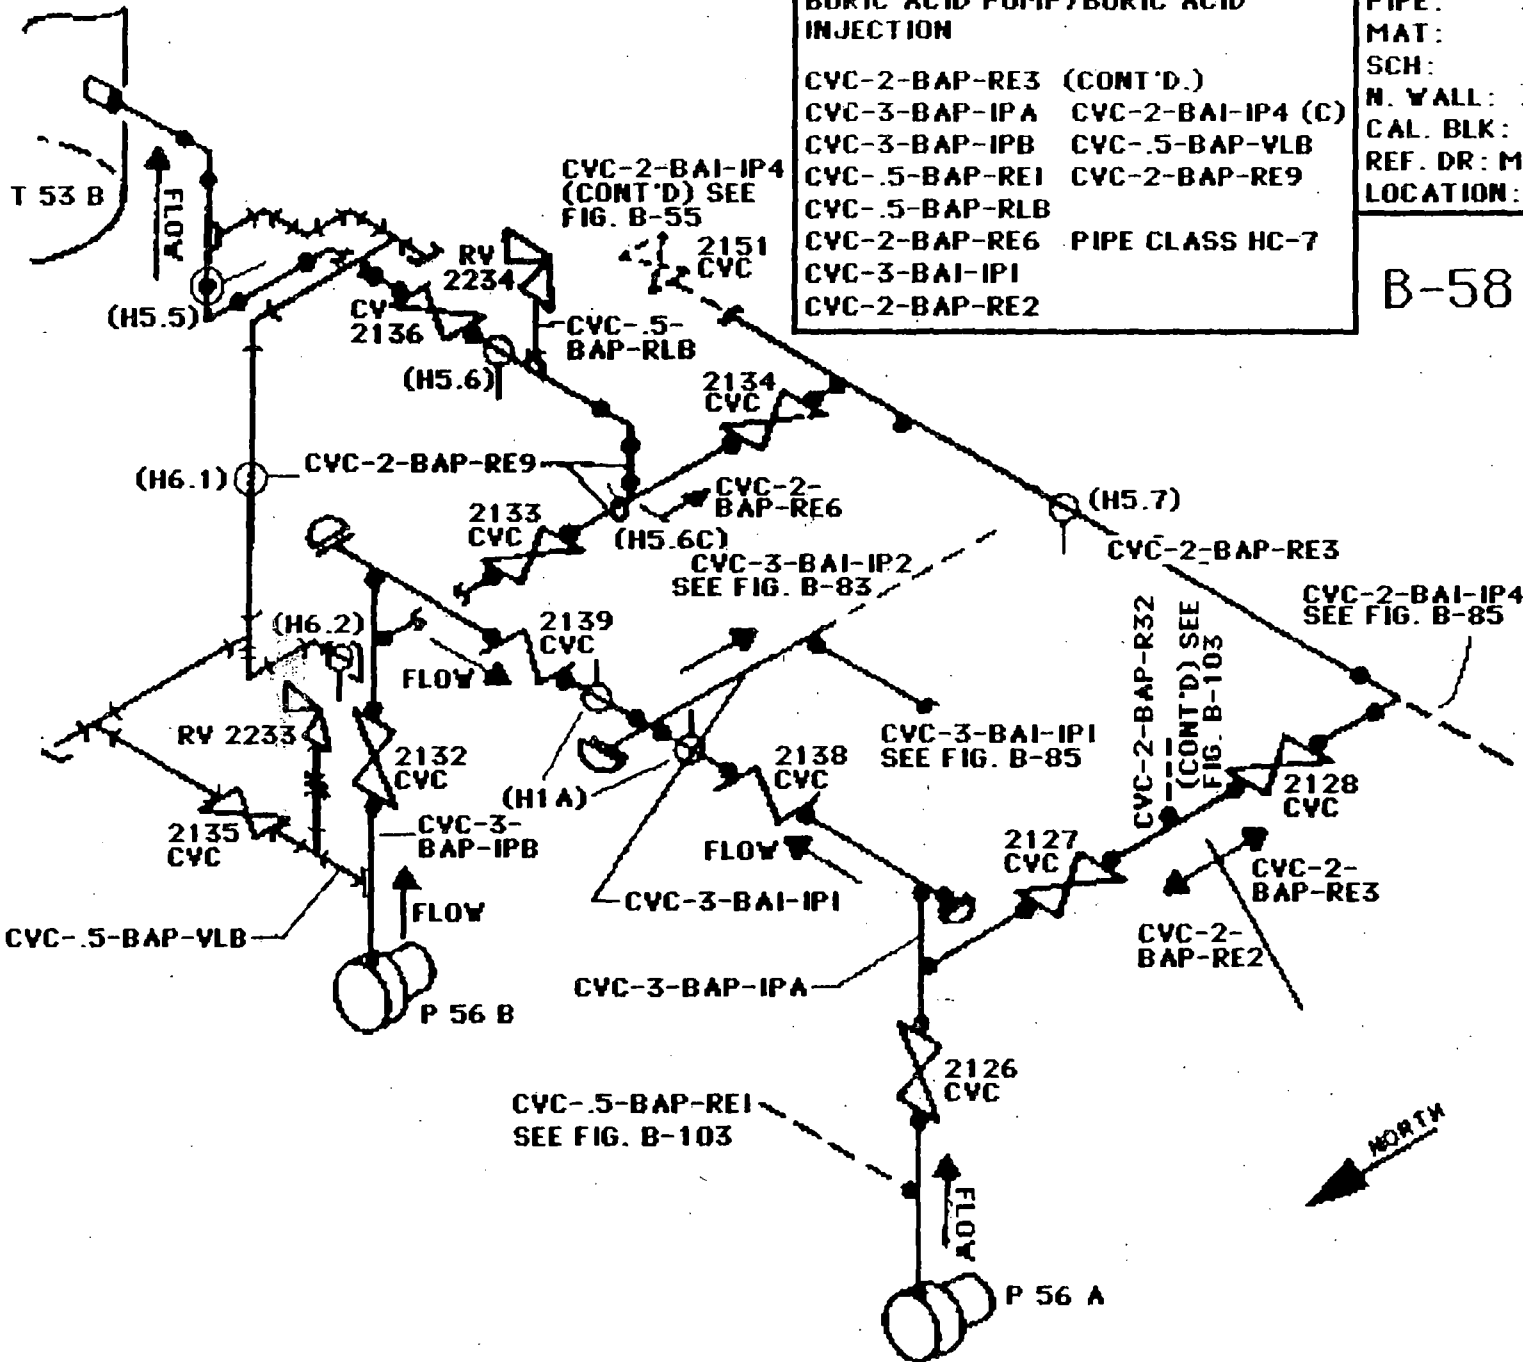 BORIC ACID PUMP/BORIC ACID
INJECTION
CVC-2-BAP-RE3 (CONT'D.)
CVC-3-BAP-IPA CVC-2-BAI-IP4 (C)
CVC-3-BAP-IPB CVC-.5-BAP-VLB
CVC-.5-BAP-RE1 CVC-2-BAP-RE9
CVC-.5-BAP-RLB
CVC-2-BAP-RE6 PIPE CLASS HC-7
CVC-3-BAI-IP1
CVC-2-BAP-RE2
PIPE:
MAT:
SCH:
N. WALL:
CAL. BLK:
REF. DR: M
LOCATION:
B-58
T 53 B
FLOW
CVC-2-BAI-IP4
(CONT'D) SEE
FIG. B-55
2151
CVC
RV
2234
(H5.5)
CV
2136
CVC-.5-
BAP-RLB
(H5.6)
2134
CVC
(H6.1)
CVC-2-BAP-RE9
CVC-2-
BAP-RE6
2133
CVC
(H5.6C)
(H5.7)
CVC-2-BAP-RE3
CVC-3-BAI-IP2
SEE FIG. B-83
CVC-2-BAI-IP4
SEE FIG. B-85
CVC-2-BAP-R32
(CONT'D) SEE
FIG. B-103
(H6.2)
2139
CVC
FLOW
RV 2233
2132
CVC
CVC-3-BAI-IP1
SEE FIG. B-85
2138
CVC
(H1A)
2128
CVC
2135
CVC
CVC-3-
BAP-IPB
FLOW
2127
CVC
CVC-2-
BAP-RE3
CVC-3-BAI-IP1
FLOW
CVC-.5-BAP-VLB
CVC-2-
BAP-RE2
CVC-3-BAP-IPA
P 56 B
2126
CVC
CVC-.5-BAP-RE1
SEE FIG. B-103
NORTH
FLOW
P 56 A